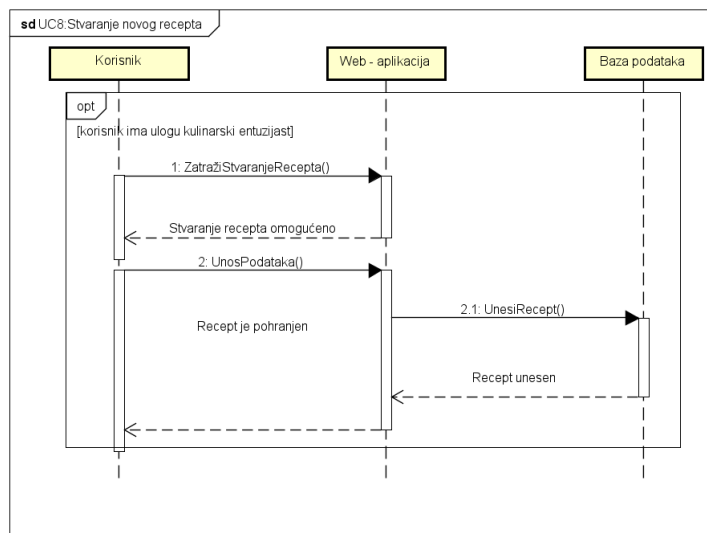 sd UC8:Stvaranje novog recepta
Korisnik
Web - aplikacija
Baza podataka
opt
[korisnik ima ulogu kulinarski entuzijast]
1: ZatražiStvaranjeRecepta()
Stvaranje recepta omogućeno
2: UnosPodataka()
2.1: UnesiRecept()
Recept je pohranjen
Recept unesen